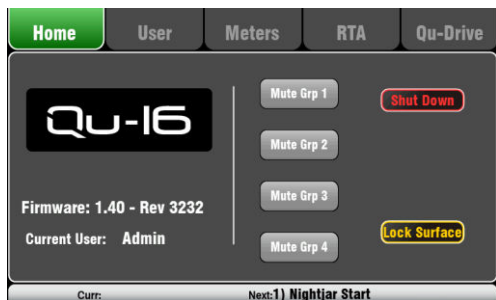 Home User Meters RTA Qu-Drive
Qu-16
Firmware: 1.40 - Rev 3232
Current User: Admin
Mute Grp 1
Mute Grp 2
Mute Grp 3
Mute Grp 4
Shut Down
Lock Surface
Curr: Next:1) Nightjar Start